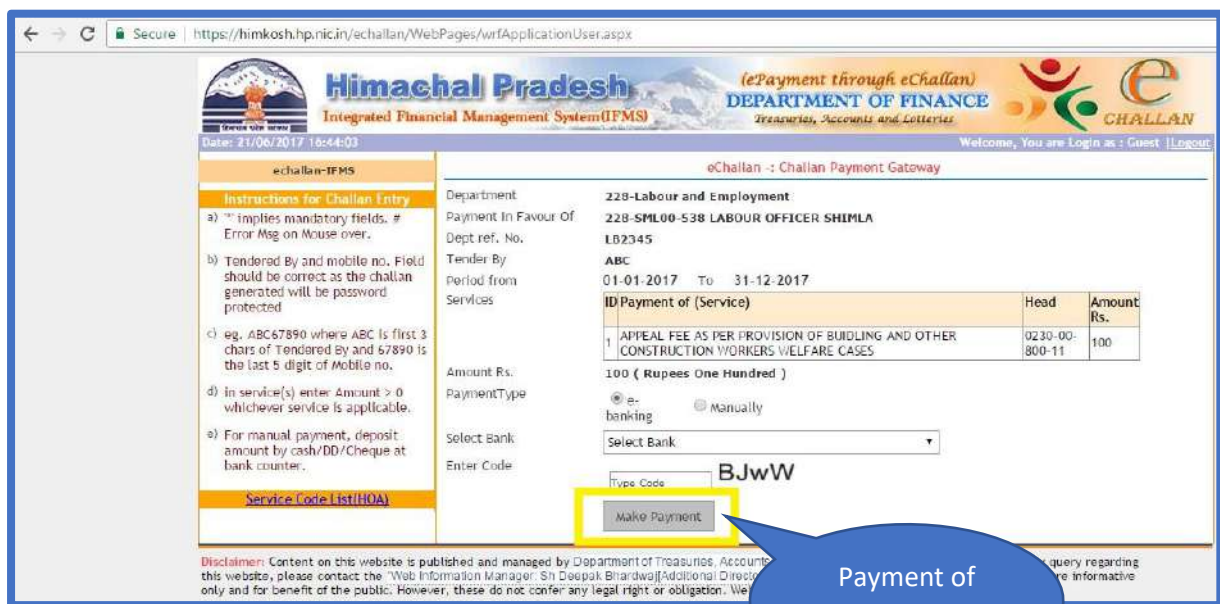 Secure | https://himkosh.hp.nic.in/echallan/WebPages/wrfApplicationUser.aspx
Himachal Pradesh
Integrated Financial Management System(IFMS)
(ePayment through eChallan)
DEPARTMENT OF FINANCE
Treasuries, Accounts and Lotteries
e
CHALLAN
Date: 21/06/2017 16:44:03
Welcome, You are Login as : Guest |Logout
echallan-IFMS
Instructions for Challan Entry
a) '*' implies mandatory fields. #
Error Msg on Mouse over.
b) Tendered By and mobile no. Field
should be correct as the challan
generated will be password
protected
c) eg. ABC67890 where ABC is first 3
chars of Tendered By and 67890 is
the last 5 digit of Mobile no.
d) in service(s) enter Amount > 0
whichever service is applicable.
e) For manual payment, deposit
amount by cash/DD/Cheque at
bank counter.
Service Code List(HOA)
eChallan -: Challan Payment Gateway
Department 228-Labour and Employment
Payment In Favour Of 228-SML00-538 LABOUR OFFICER SHIMLA
Dept ref. No. LB2345
Tender By ABC
Period from 01-01-2017 To 31-12-2017
Services
ID Payment of (Service) Head Amount
Rs.
1 APPEAL FEE AS PER PROVISION OF BUIDLING AND OTHER
CONSTRUCTION WORKERS WELFARE CASES
0230-00-
800-11
100
Amount Rs. 100 ( Rupees One Hundred )
PaymentType e-
banking
Manually
Select Bank Select Bank
Enter Code Type Code BJwW
Make Payment
Payment of
Disclaimer: Content on this website is published and managed by Department of Treasuries, Accounts query regarding
this website, please contact the "Web Information Manager: Sh Deepak Bhardwaj[Additional informative
only and for benefit of the public. However, these do not confer any legal right or obligation.